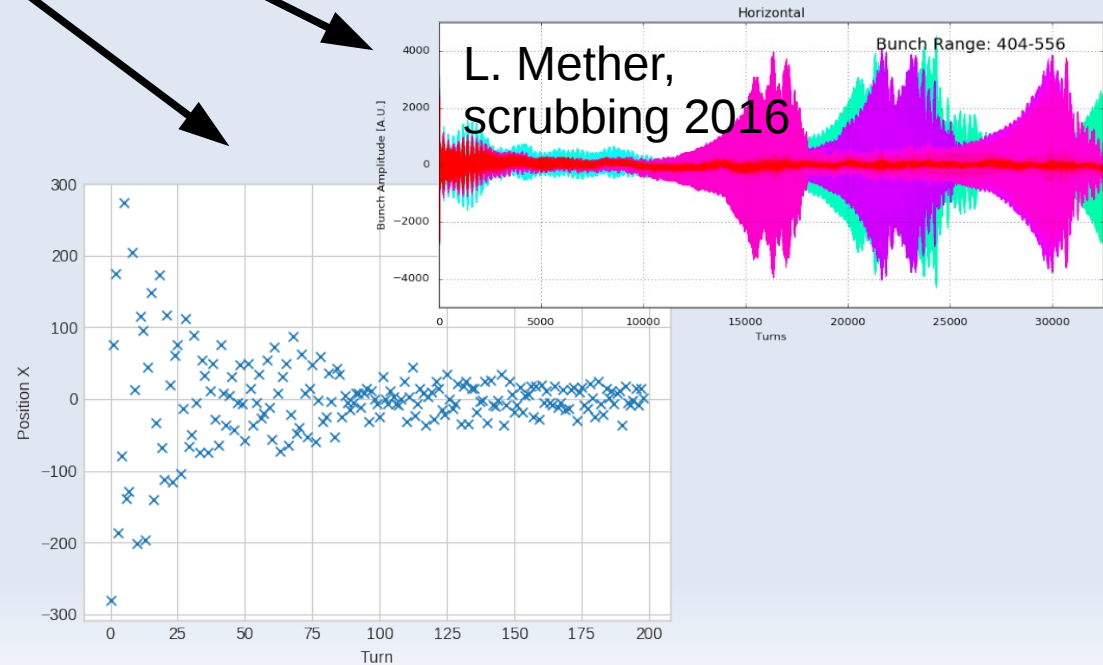 Horizontal
Bunch Range: 404-556
L. Mether,
scrubbing 2016
Bunch Amplitude [A.U.]
4000
2000
0
−2000
−4000
0 5000 10000 15000 20000 25000 30000
Turns
Position X
300
200
100
0
−100
−200
−300
0 25 50 75 100 125 150 175 200
Turn